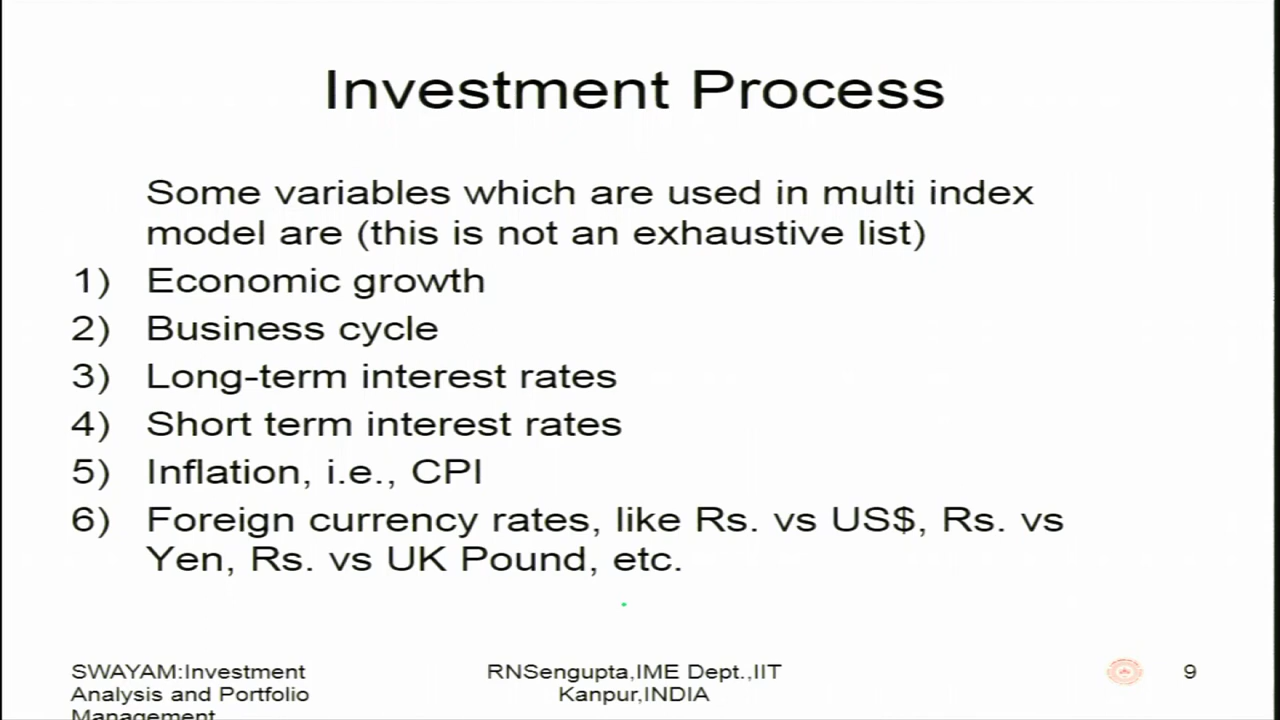 Investment Process
Some variables which are used in multi index
model are (this is not an exhaustive list)
1) Economic growth
2) Business cycle
3) Long-term interest rates
4) Short term interest rates
5) Inflation, i.e., CPI
6) Foreign currency rates, like Rs. vs US$, Rs. vs
Yen, Rs. vs UK Pound, etc.
SWAYAM:Investment
Analysis and Portfolio
Management
RNSengupta,IME Dept.,IIT
Kanpur,INDIA
9